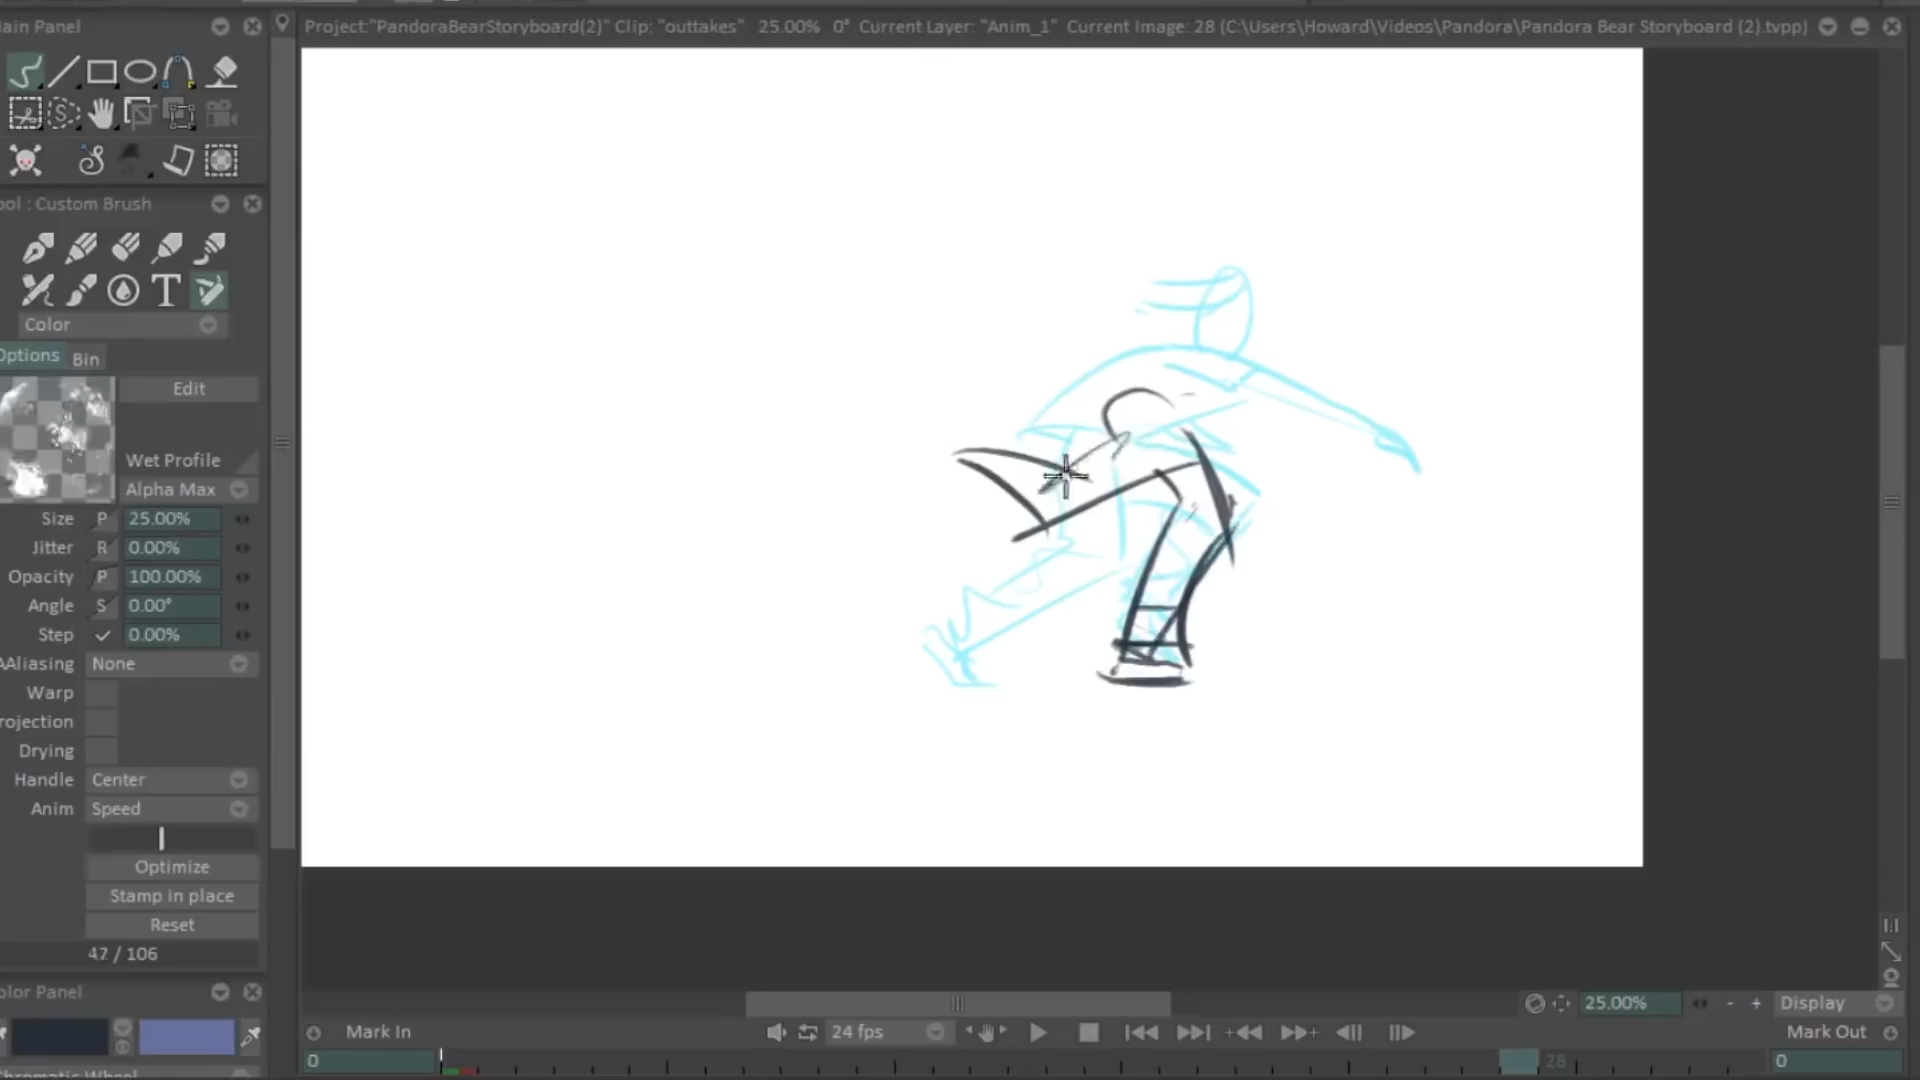 ain Panel
Project:"PandoraBearStoryboard(2)" Clip: "outtakes" 25.00% 0° Current Layer: "Anim_1" Current Image: 28 (C:\Users\Howard\Videos\Pandora\Pandora Bear Storyboard (2).tvpp)
ool : Custom Brush
T
Color
Options Bin
Edit
Wet Profile
Alpha Max
Size P 25.00%
Jitter R 0.00%
Opacity P 100.00%
Angle S 0.00°
Step 0.00%
AAliasing None
Warp
rojection
Drying
Handle Center
Anim Speed
Optimize
Stamp in place
Reset
42 / 106
olor Panel
25.00% - + Display
Mark In 24 fps Mark Out
0 28 0
Chromatic Wheel